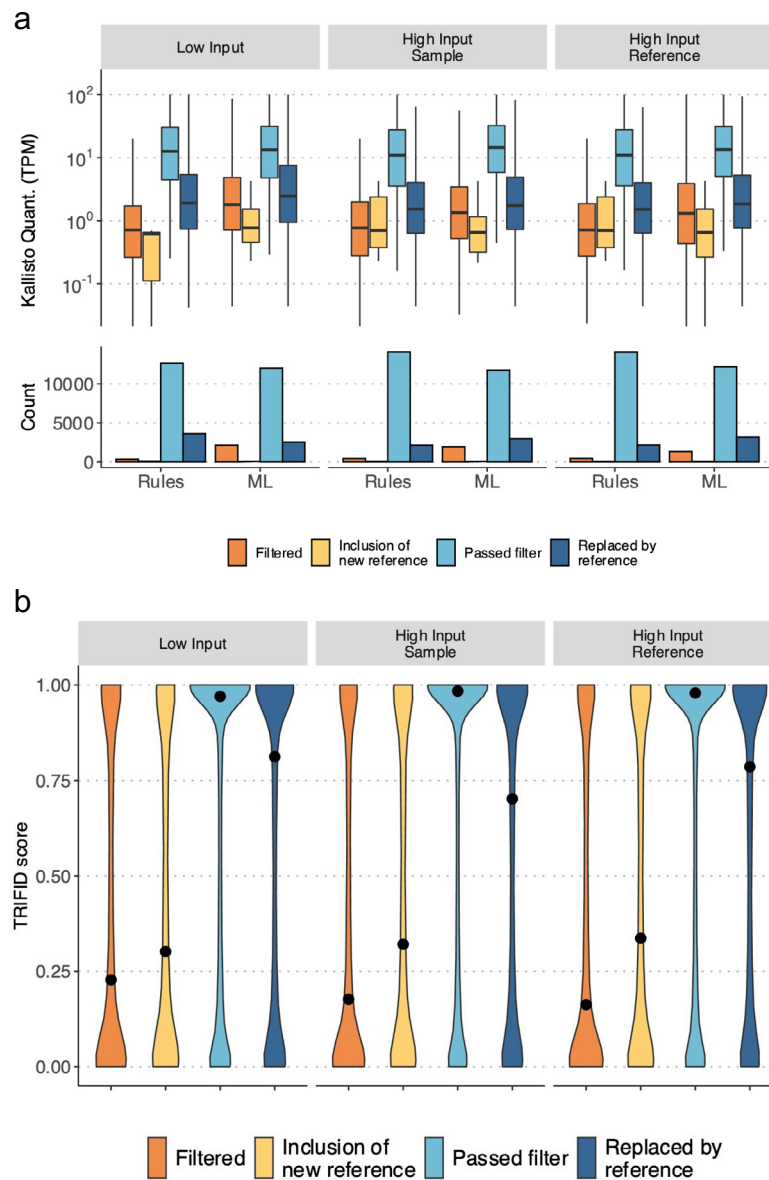 a
Low Input
High Input
Sample
High Input
Reference
Kallisto Quant. (TPM)
10²
10¹
10⁰
10⁻¹
Count
10000
5000
0
Rules
ML
Rules
ML
Rules
ML
Filtered
Inclusion of
new reference
Passed filter
Replaced by
reference
b
Low Input
High Input
Sample
High Input
Reference
TRIFID score
1.00
0.75
0.50
0.25
0.00
Filtered
Inclusion of
new reference
Passed filter
Replaced by
reference